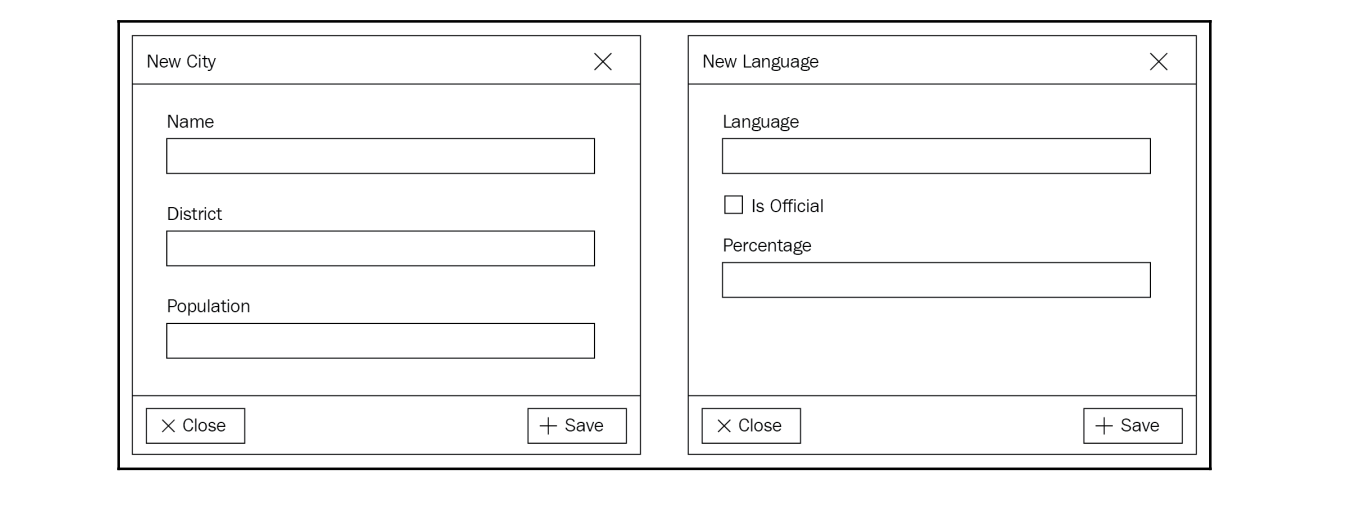 New City
Name
District
Population
Close
Save
New Language
Language
Is Official
Percentage
Close
Save